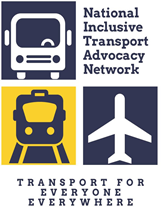 National
Inclusive
Transport
Advocacy
Network
TRANSPORT FOR
EVERYONE
EVERYWHERE